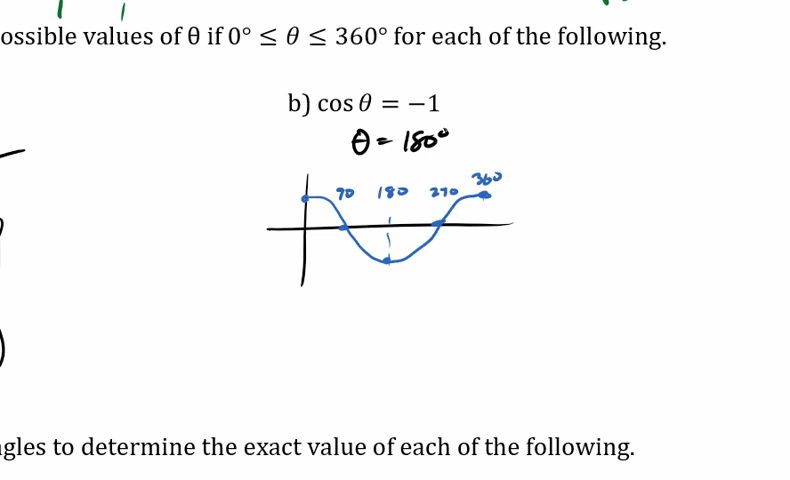 ossible values of θ if 0° ≤ θ ≤ 360° for each of the following.
b) cos θ = −1
θ = 180°
90 180 270 360
ngles to determine the exact value of each of the following.